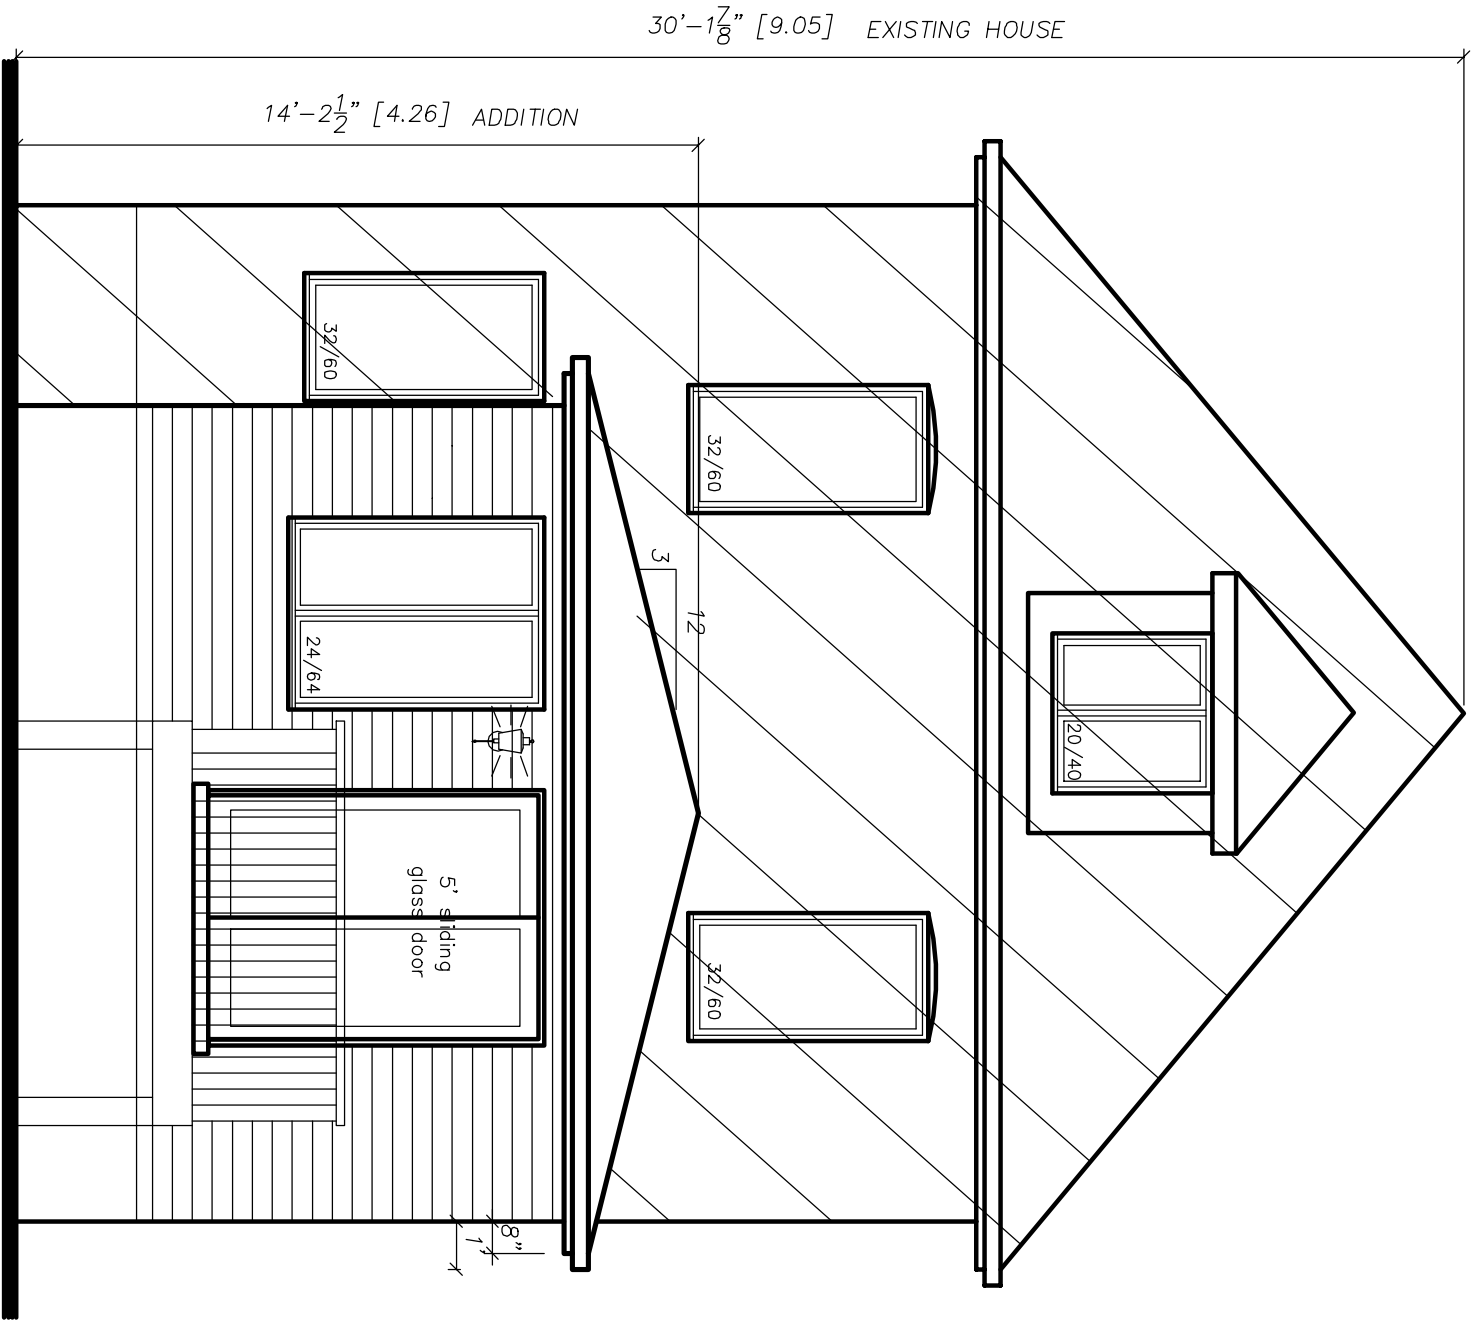 30'-1 7/8" [9.05] EXISTING HOUSE
14'-2 1/2" [4.26] ADDITION
32/60
32/60
3
12
24/64
20/40
5' sliding
glass door
32/60
8"
1'